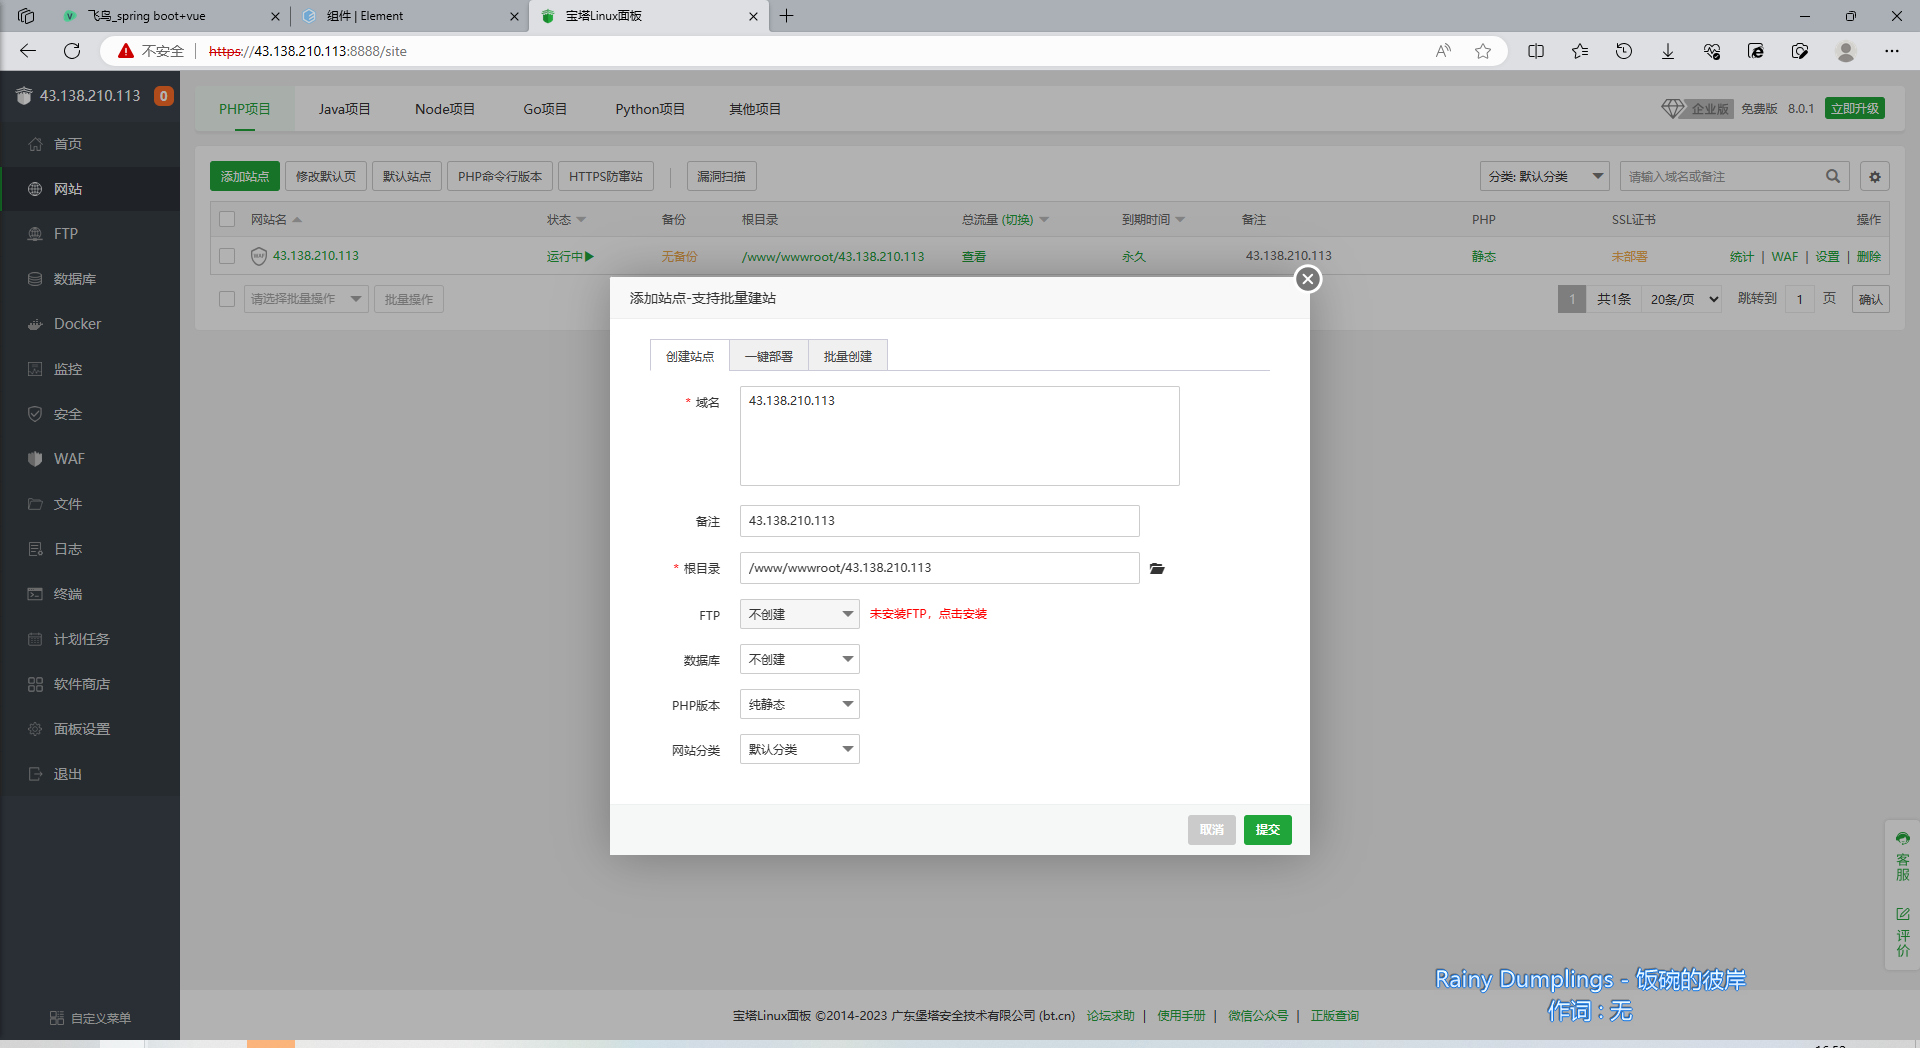 飞鸟_spring boot+vue
组件 | Element
宝塔Linux面板
不安全
https://43.138.210.113:8888/site
43.138.210.113
0
首页
网站
FTP
数据库
Docker
监控
安全
WAF
文件
日志
终端
计划任务
软件商店
面板设置
退出
自定义菜单
PHP项目 Java项目 Node项目 Go项目 Python项目 其他项目
企业版 免费版 8.0.1 立即升级
添加站点 修改默认页 默认站点 PHP命令行版本 HTTPS防窜站 漏洞扫描
分类: 默认分类 请输入域名或备注
网站名 状态 备份 根目录 总流量 (切换) 到期时间 备注 PHP SSL证书 操作
WAF 43.138.210.113 运行中 无备份 /www/wwwroot/43.138.210.113 查看 永久 43.138.210.113 静态 未部署 统计 | WAF | 设置 | 删除
请选择批量操作 批量操作
1 共1条 20条/页 跳转到 1 页 确认
添加站点-支持批量建站
创建站点 一键部署 批量创建
* 域名 43.138.210.113
备注 43.138.210.113
* 根目录 /www/wwwroot/43.138.210.113
FTP 不创建 未安装FTP，点击安装
数据库 不创建
PHP版本 纯静态
网站分类 默认分类
取消 提交
客服
评价
Rainy Dumplings - 饭碗的彼岸
作词 : 无
宝塔Linux面板 ©2014-2023 广东堡塔安全技术有限公司 (bt.cn) 论坛求助 | 使用手册 | 微信公众号 | 正版查询